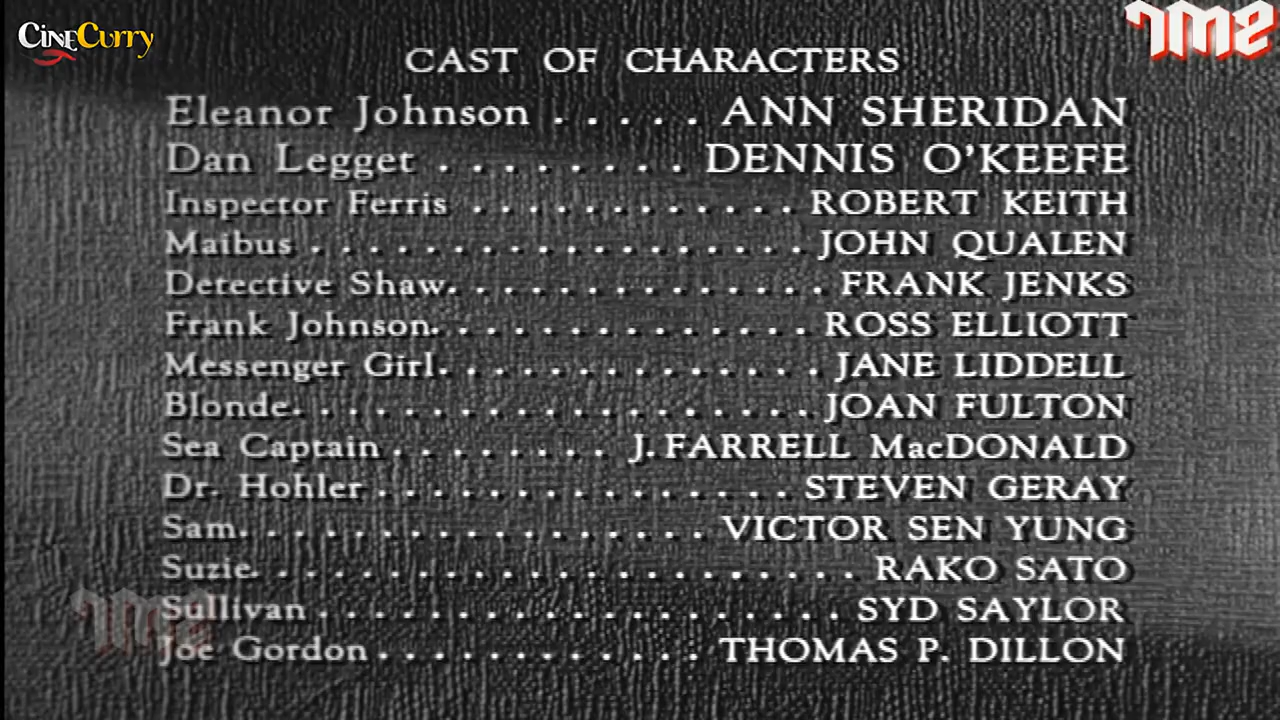 CINECURRY
CAST OF CHARACTERS
Eleanor Johnson . . . . . ANN SHERIDAN
Dan Legget . . . . . . . . DENNIS O'KEEFE
Inspector Ferris . . . . . . . . . . . . ROBERT KEITH
Maibus . . . . . . . . . . . . . . . . . . JOHN QUALEN
Detective Shaw. . . . . . . . . . . . . . FRANK JENKS
Frank Johnson. . . . . . . . . . . . . . ROSS ELLIOTT
Messenger Girl. . . . . . . . . . . . . . JANE LIDDELL
Blonde. . . . . . . . . . . . . . . . . . . JOAN FULTON
Sea Captain . . . . . . . . J. FARRELL MacDONALD
Dr. Hohler . . . . . . . . . . . . . . . STEVEN GERAY
Sam. . . . . . . . . . . . . . . . . VICTOR SEN YUNG
Suzie. . . . . . . . . . . . . . . . . . . . . . RAKO SATO
Sullivan . . . . . . . . . . . . . . . . . . . SYD SAYLOR
Joe Gordon . . . . . . . . . . . . THOMAS P. DILLON